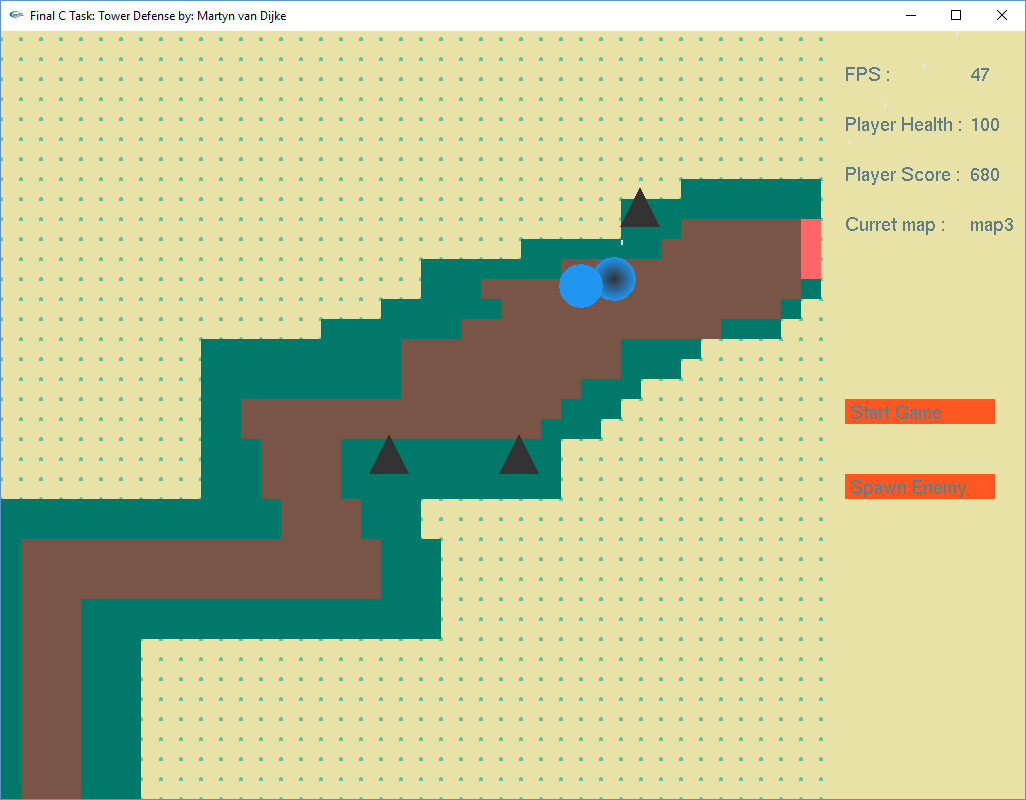 Final C Task: Tower Defense by: Martyn van Dijke
FPS : 47
Player Health : 100
Player Score : 680
Curret map : map3
Start Game
Spawn Enemy